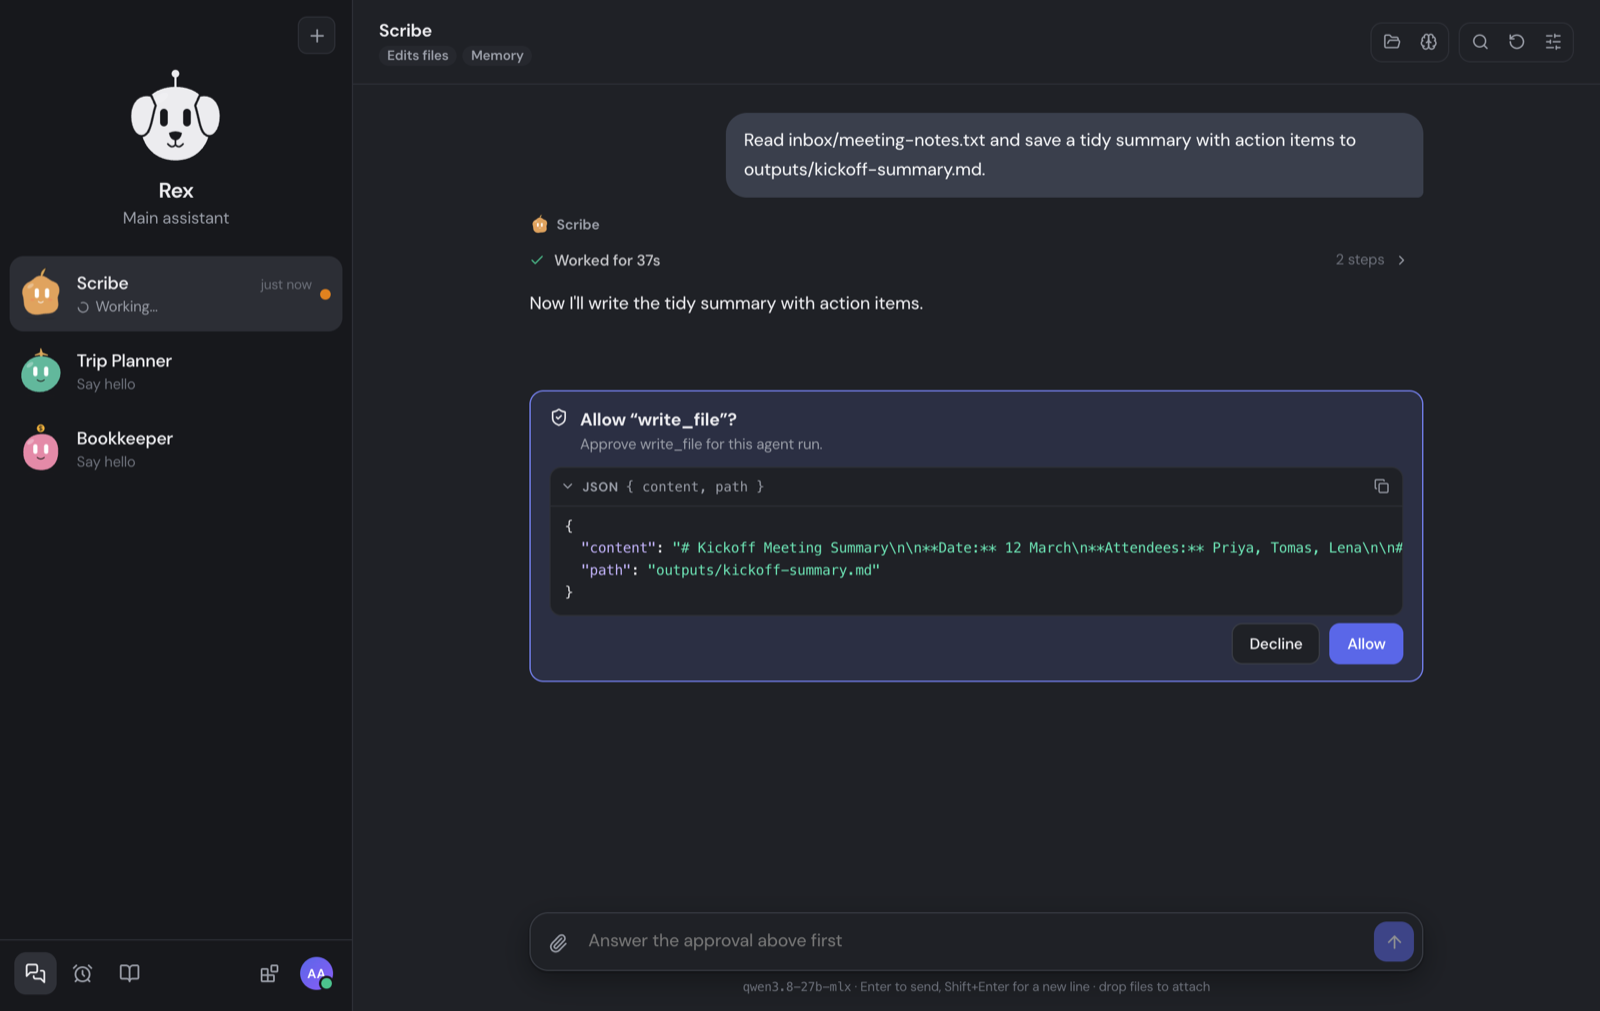 Rex
Main assistant
Scribe
just now
Working...
Trip Planner
Say hello
Bookkeeper
Say hello
AA
Scribe
Edits files
Memory
Read inbox/meeting-notes.txt and save a tidy summary with action items to
outputs/kickoff-summary.md.
Scribe
Worked for 37s
2 steps
Now I'll write the tidy summary with action items.
Allow “write_file”?
Approve write_file for this agent run.
JSON { content, path }
{
"content": "# Kickoff Meeting Summary\n\n**Date:** 12 March\n**Attendees:** Priya, Tomas, Lena\n\n#
"path": "outputs/kickoff-summary.md"
}
Decline
Allow
Answer the approval above first
qwen3.8-27b-mlx · Enter to send, Shift+Enter for a new line · drop files to attach